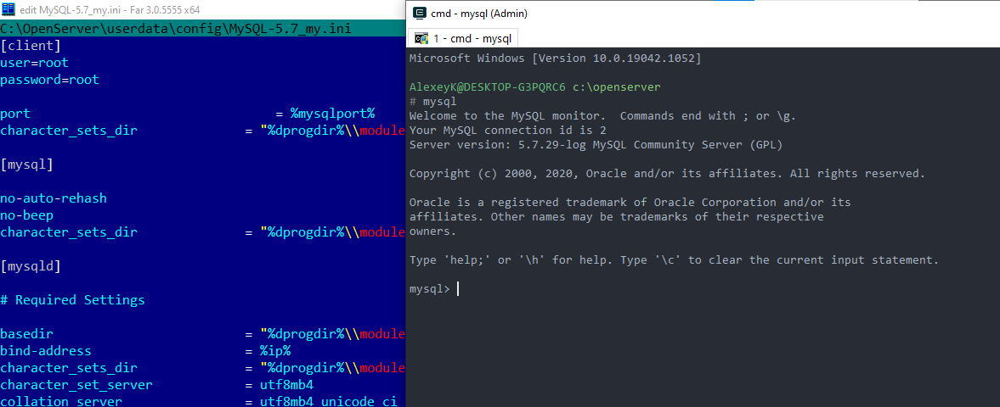 edit MySQL-5.7_my.ini - Far 3.0.5555 x64
C:\OpenServer\userdata\config\MySQL-5.7_my.ini
[client]
user=root
password=root
port = %mysqlport%
character_sets_dir = "%dprogdir%\\module
[mysql]
no-auto-rehash
no-beep
character_sets_dir = "%dprogdir%\\module
[mysqld]
# Required Settings
basedir = "%dprogdir%\\module
bind-address = %ip%
character_sets_dir = "%dprogdir%\\module
character_set_server = utf8mb4
collation_server = utf8mb4_unicode_ci
cmd - mysql (Admin)
1 - cmd - mysql
Microsoft Windows [Version 10.0.19042.1052]
AlexeyK@DESKTOP-G3PQRC6 c:\openserver
# mysql
Welcome to the MySQL monitor.  Commands end with ; or \g.
Your MySQL connection id is 2
Server version: 5.7.29-log MySQL Community Server (GPL)
Copyright (c) 2000, 2020, Oracle and/or its affiliates. All rights reserved.
Oracle is a registered trademark of Oracle Corporation and/or its
affiliates. Other names may be trademarks of their respective
owners.
Type 'help;' or '\h' for help. Type '\c' to clear the current input statement.
mysql>